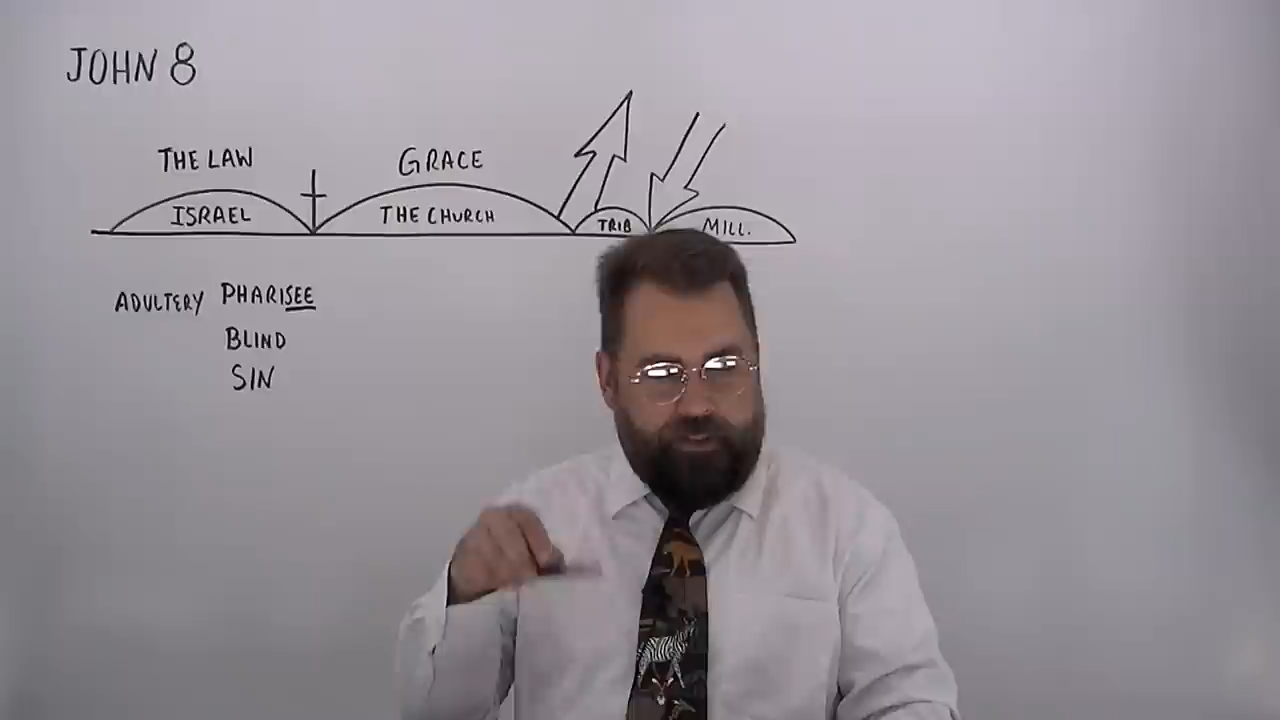 JOHN 8
THE LAW GRACE
ISRAEL THE CHURCH TRIB MILL.
ADULTERY PHARISEE
BLIND
SIN